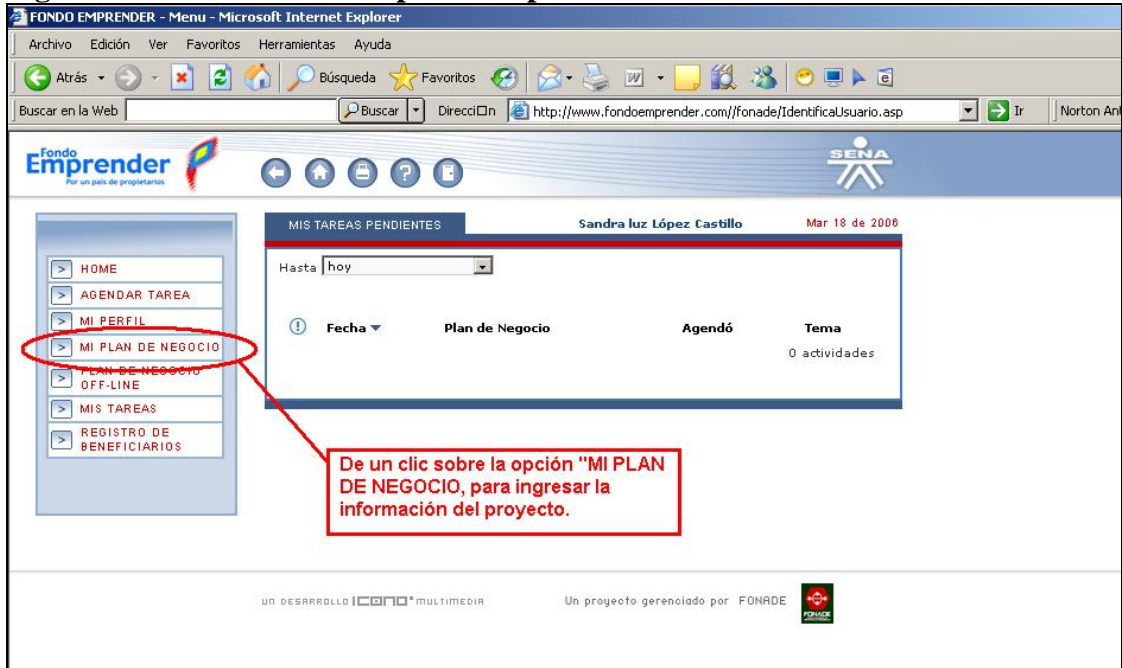 FONDO EMPRENDER - Menu - Microsoft Internet Explorer
Archivo Edición Ver Favoritos Herramientas Ayuda
Atrás Búsqueda Favoritos
Buscar en la Web Buscar Direcci□n http://www.fondoemprender.com//fonade/IdentificaUsuario.asp Ir Norton Ant
Fondo
Emprender
Por un país de propietarios
SENA
MIS TAREAS PENDIENTES Sandra luz López Castillo Mar 18 de 2006
Hasta hoy
Fecha Plan de Negocio Agendó Tema
0 actividades
HOME
AGENDAR TAREA
MI PERFIL
MI PLAN DE NEGOCIO
PLAN DE NEGOCIO
OFF-LINE
MIS TAREAS
REGISTRO DE
BENEFICIARIOS
De un clic sobre la opción "MI PLAN
DE NEGOCIO, para ingresar la
información del proyecto.
un desarrollo ICONO multimedia Un proyecto gerenciado por FONADE
FONADE